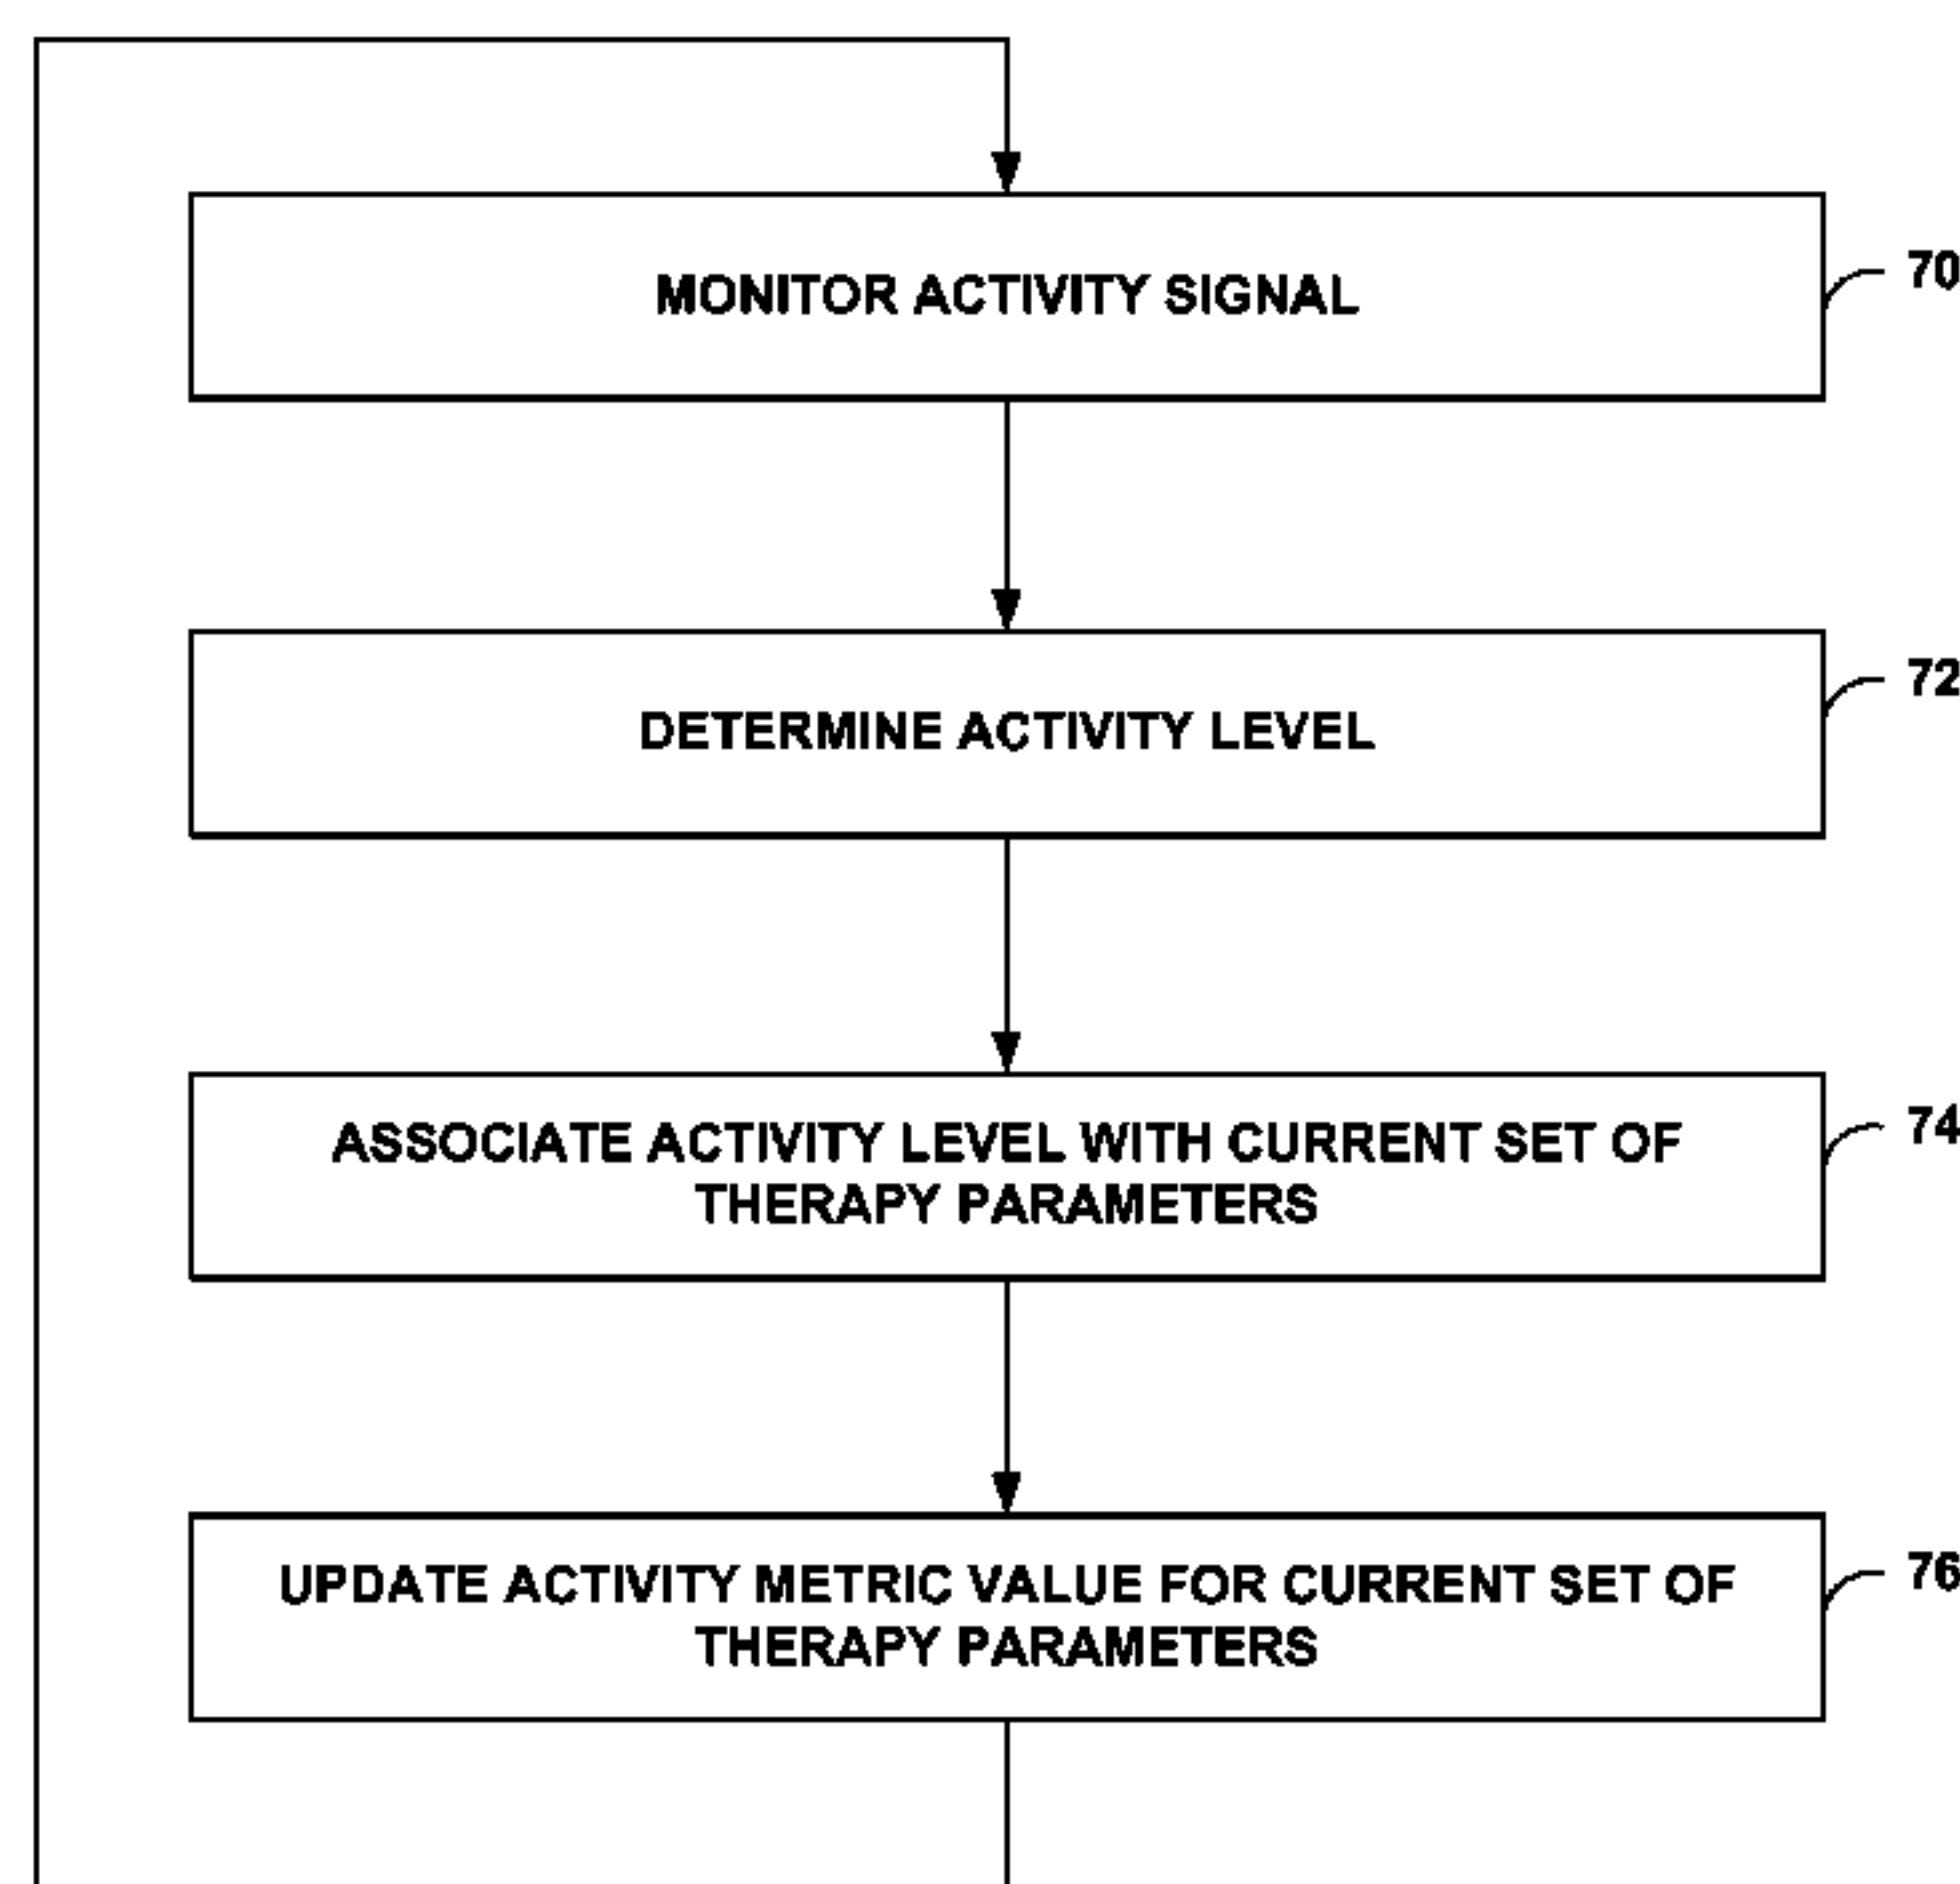 MONITOR ACTIVITY SIGNAL
70
DETERMINE ACTIVITY LEVEL
72
ASSOCIATE ACTIVITY LEVEL WITH CURRENT SET OF
THERAPY PARAMETERS
74
UPDATE ACTIVITY METRIC VALUE FOR CURRENT SET OF
THERAPY PARAMETERS
76